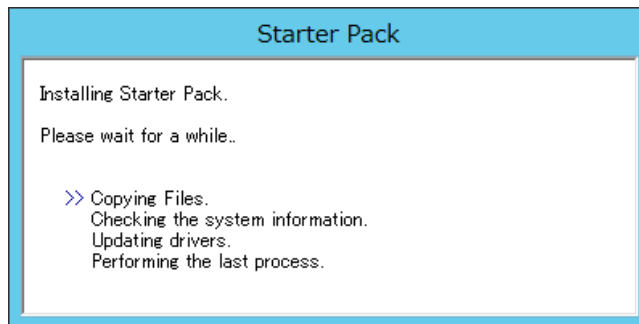 Starter Pack
Installing Starter Pack.
Please wait for a while..
>> Copying Files.
Checking the system information.
Updating drivers.
Performing the last process.